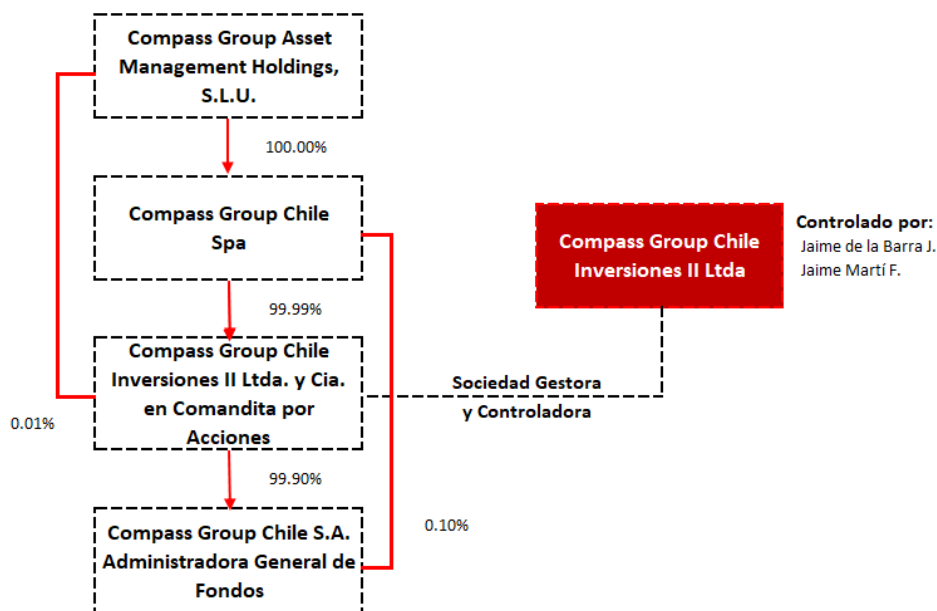 Compass Group Asset
Management Holdings,
S.L.U.
100.00%
Compass Group Chile
Spa
99.99%
Compass Group Chile
Inversiones II Ltda. y Cia.
en Comandita por
Acciones
0.01%
99.90%
Compass Group Chile S.A.
Administradora General de
Fondos
0.10%
Sociedad Gestora
y Controladora
Compass Group Chile
Inversiones II Ltda
Controlado por:
Jaime de la Barra J.
Jaime Martí F.